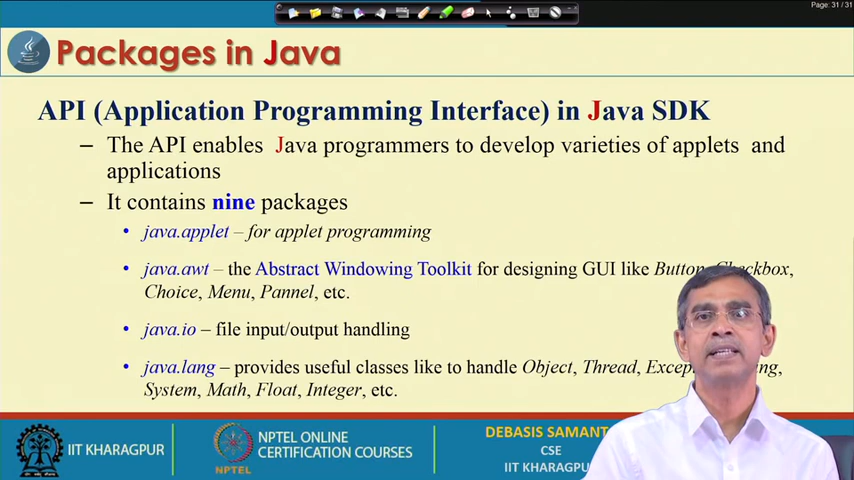 Page: 31 / 31
Packages in Java
API (Application Programming Interface) in Java SDK
– The API enables Java programmers to develop varieties of applets and
applications
– It contains nine packages
• java.applet – for applet programming
• java.awt – the Abstract Windowing Toolkit for designing GUI like Button, Checkbox,
Choice, Menu, Pannel, etc.
• java.io – file input/output handling
• java.lang – provides useful classes like to handle Object, Thread,
System, Math, Float, Integer, etc.
IIT KHARAGPUR
NPTEL
NPTEL ONLINE
CERTIFICATION COURSES
DEBASIS
CSE
IIT